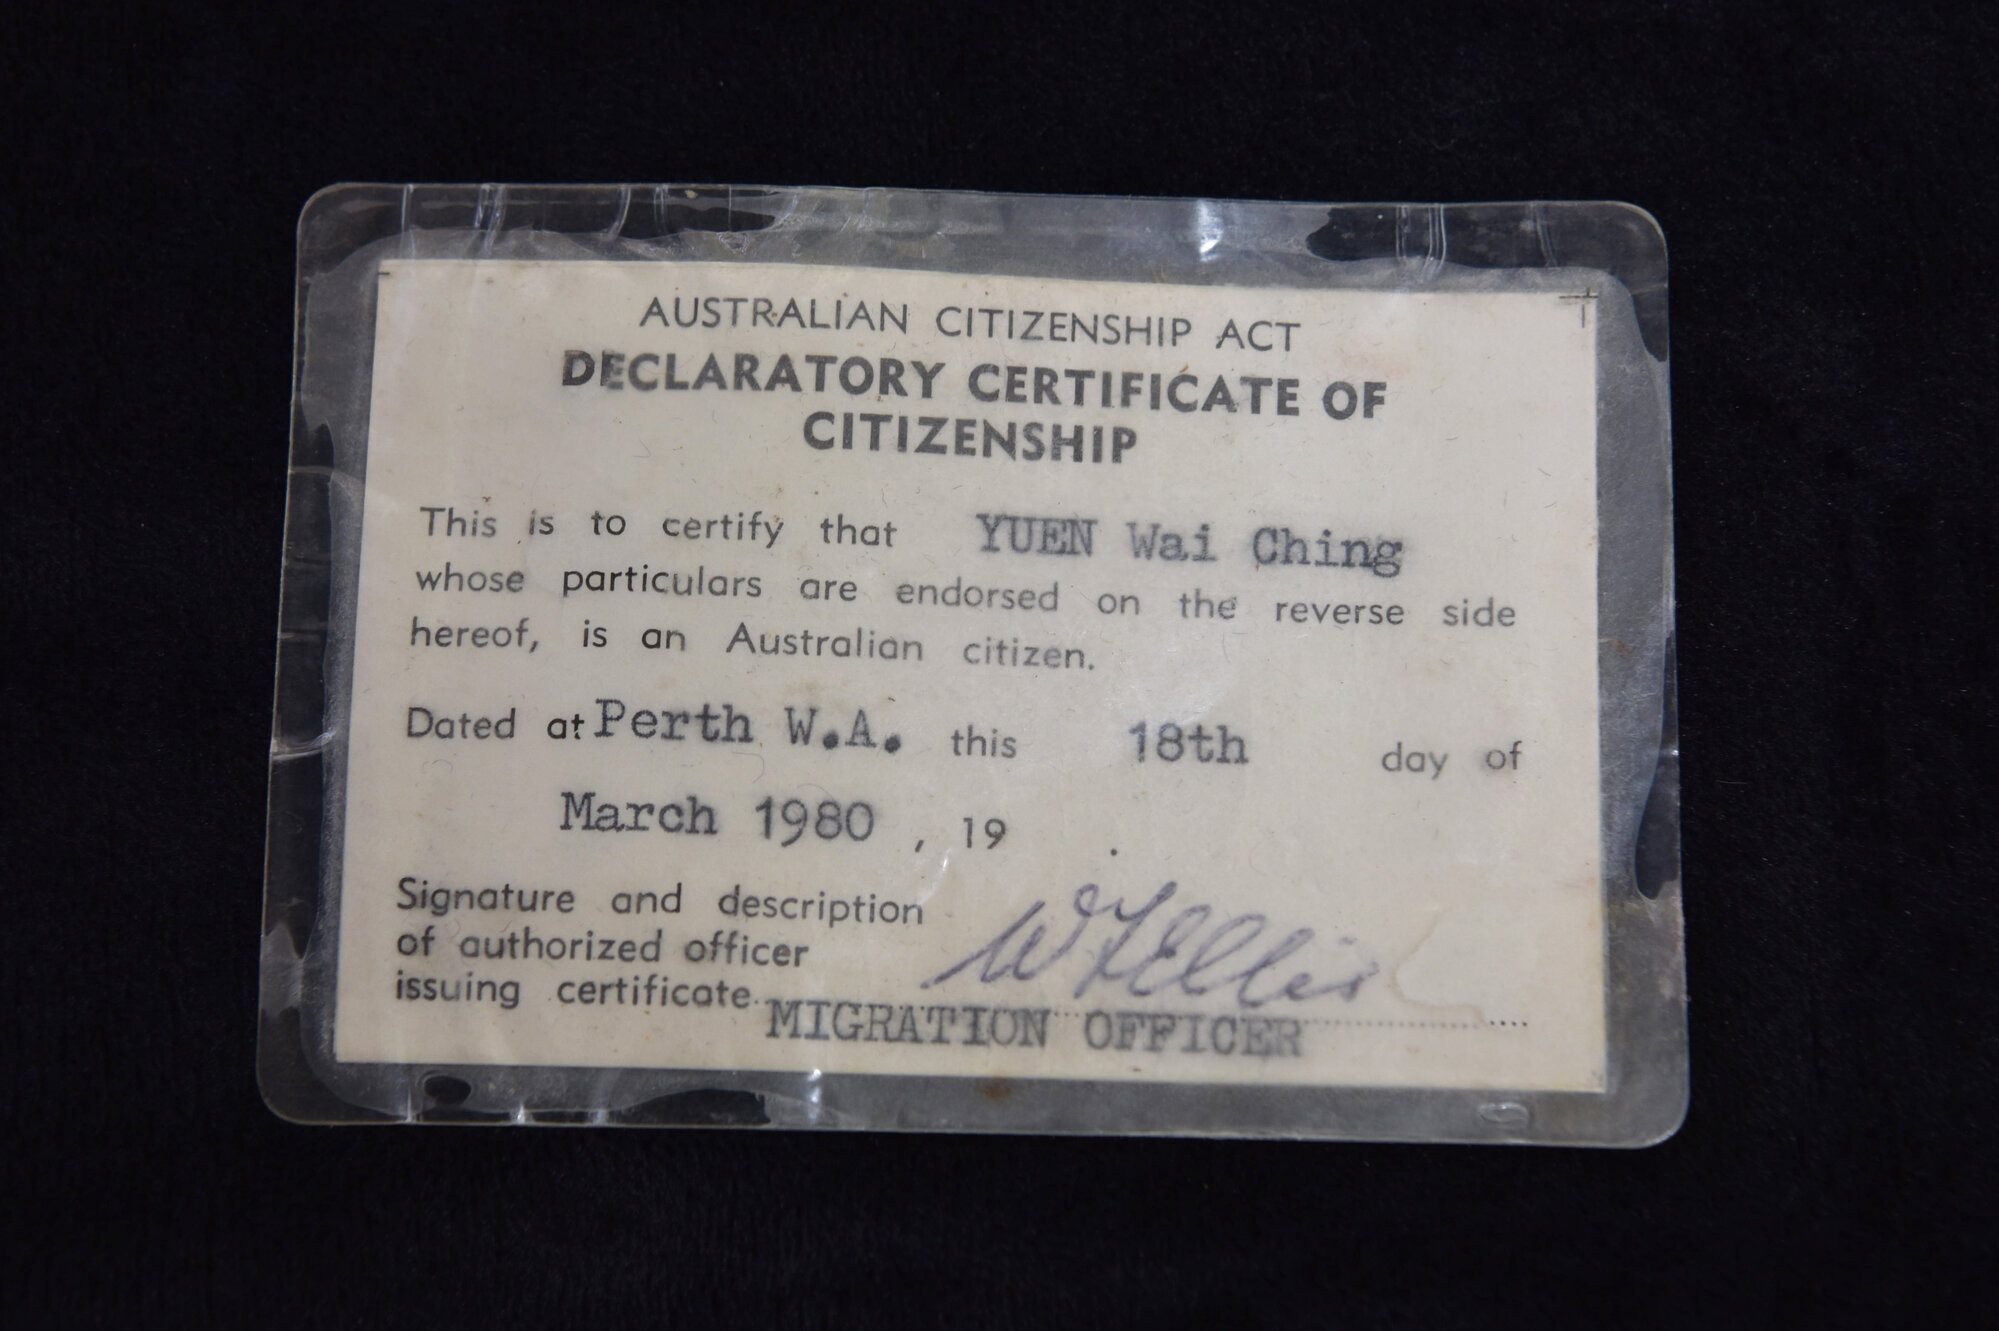 AUSTRALIAN CITIZENSHIP ACT
DECLARATORY CERTIFICATE OF
CITIZENSHIP
This is to certify that YUEN Wai Ching
whose particulars are endorsed on the reverse side
hereof, is an Australian citizen.
Dated at Perth W.A. this 18th day of
March 1980 , 19 .
Signature and description
of authorized officer
issuing certificate
W F Ellis
MIGRATION OFFICER